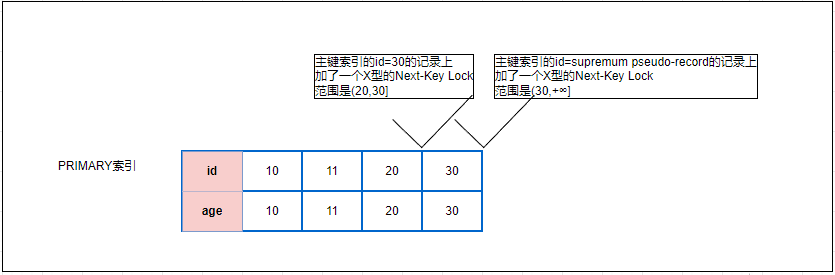 主键索引的id=30的记录上
加了一个X型的Next-Key Lock
范围是(20,30]
主键索引的id=supremum pseudo-record的记录上
加了一个X型的Next-Key Lock
范围是(30,+∞]
PRIMARY索引
id 10 11 20 30
age 10 11 20 30